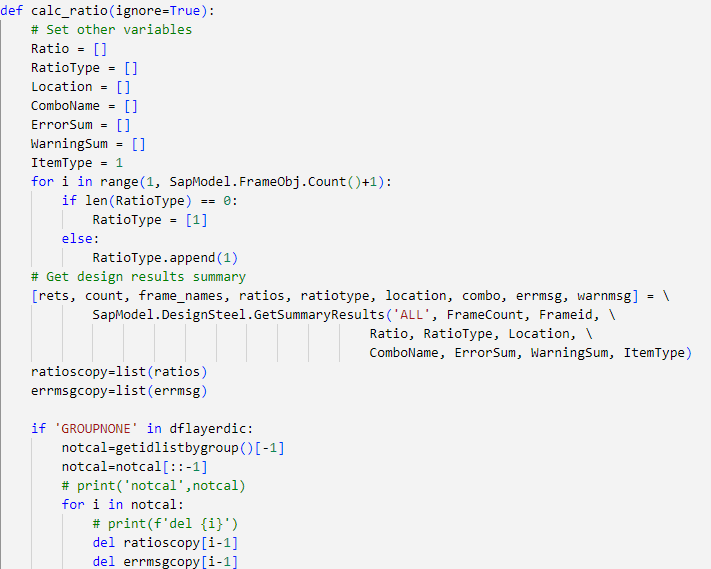 def calc_ratio(ignore=True):
    # Set other variables
    Ratio = []
    RatioType = []
    Location = []
    ComboName = []
    ErrorSum = []
    WarningSum = []
    ItemType = 1
    for i in range(1, SapModel.FrameObj.Count()+1):
        if len(RatioType) == 0:
            RatioType = [1]
        else:
            RatioType.append(1)
    # Get design results summary
    [rets, count, frame_names, ratios, ratiotype, location, combo, errmsg, warnmsg] = \
            SapModel.DesignSteel.GetSummaryResults('ALL', FrameCount, Frameid, \
                                                Ratio, RatioType, Location, \
                                                ComboName, ErrorSum, WarningSum, ItemType)
    ratioscopy=list(ratios)
    errmsgcopy=list(errmsg)

    if 'GROUPNONE' in dflayerdic:
        notcal=getidlistbygroup()[-1]
        notcal=notcal[::-1]
        # print('notcal',notcal)
        for i in notcal:
            # print(f'del {i}')
            del ratioscopy[i-1]
            del errmsgcopy[i-1]